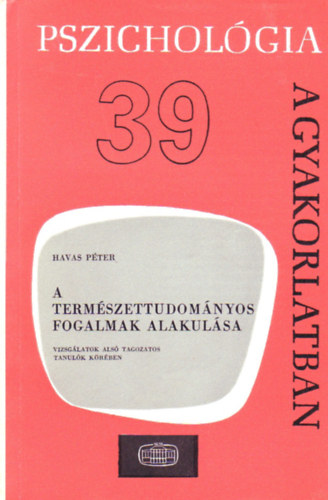 PSZICHOLÓGIA
39
A GYAKORLATBAN
HAVAS PÉTER
A
TERMÉSZETTUDOMÁNYOS
FOGALMAK ALAKULÁSA
VIZSGÁLATOK ALSÓ TAGOZATOS
TANULÓK KÖRÉBEN